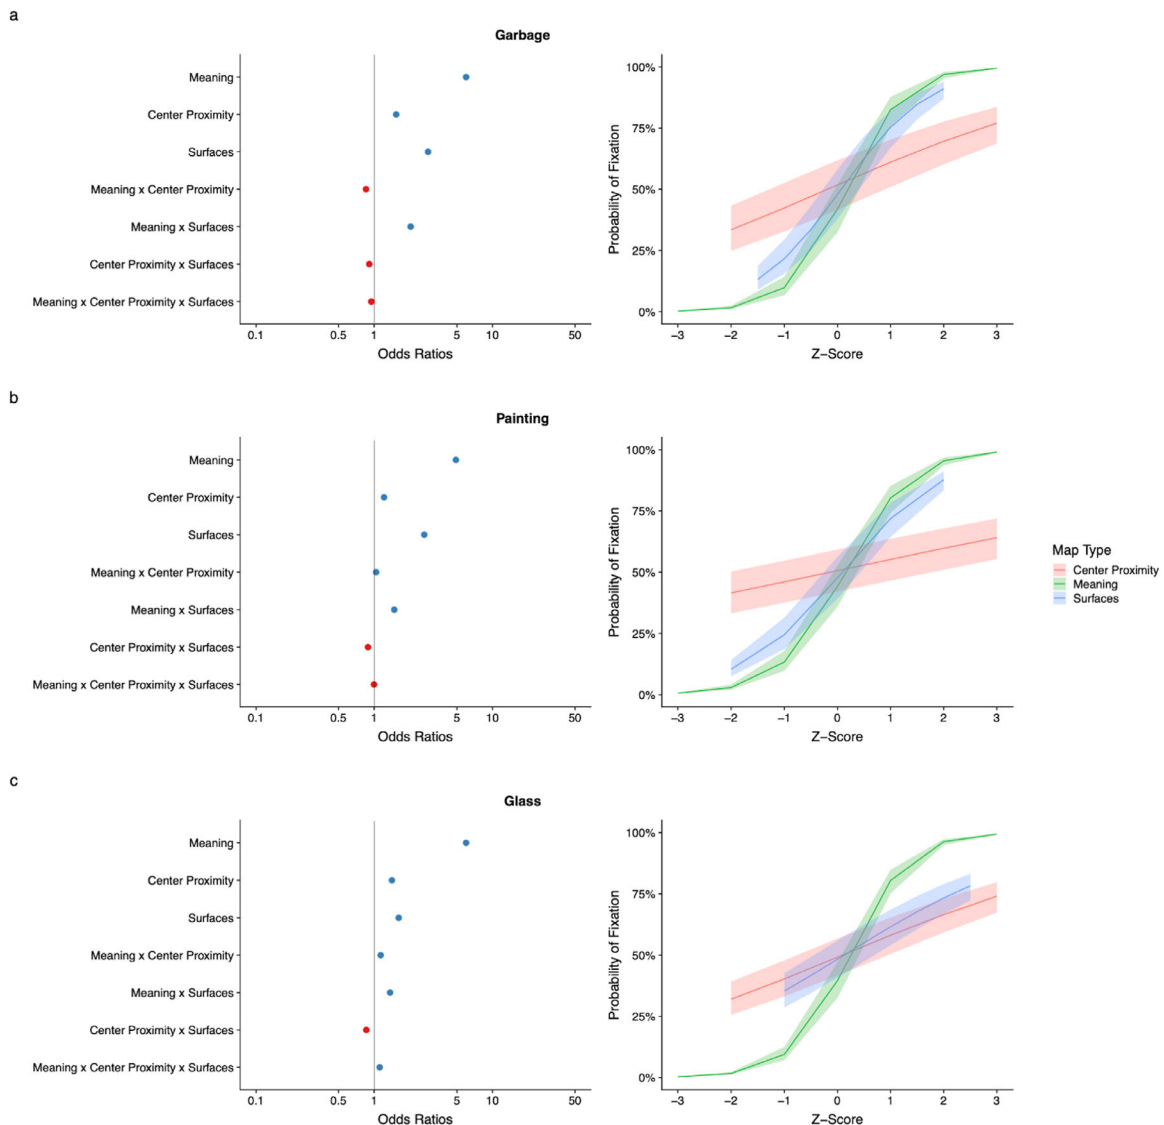 a
Garbage
Meaning
Center Proximity
Surfaces
Meaning x Center Proximity
Meaning x Surfaces
Center Proximity x Surfaces
Meaning x Center Proximity x Surfaces
0.1 0.5 1 5 10 50
Odds Ratios
Probability of Fixation
100%
75%
50%
25%
0%
−3 −2 −1 0 1 2 3
Z−Score
b
Painting
Meaning
Center Proximity
Surfaces
Meaning x Center Proximity
Meaning x Surfaces
Center Proximity x Surfaces
Meaning x Center Proximity x Surfaces
0.1 0.5 1 5 10 50
Odds Ratios
Probability of Fixation
100%
75%
50%
25%
0%
−3 −2 −1 0 1 2 3
Z−Score
Map Type
Center Proximity
Meaning
Surfaces
c
Glass
Meaning
Center Proximity
Surfaces
Meaning x Center Proximity
Meaning x Surfaces
Center Proximity x Surfaces
Meaning x Center Proximity x Surfaces
0.1 0.5 1 5 10 50
Odds Ratios
Probability of Fixation
100%
75%
50%
25%
0%
−3 −2 −1 0 1 2 3
Z−Score